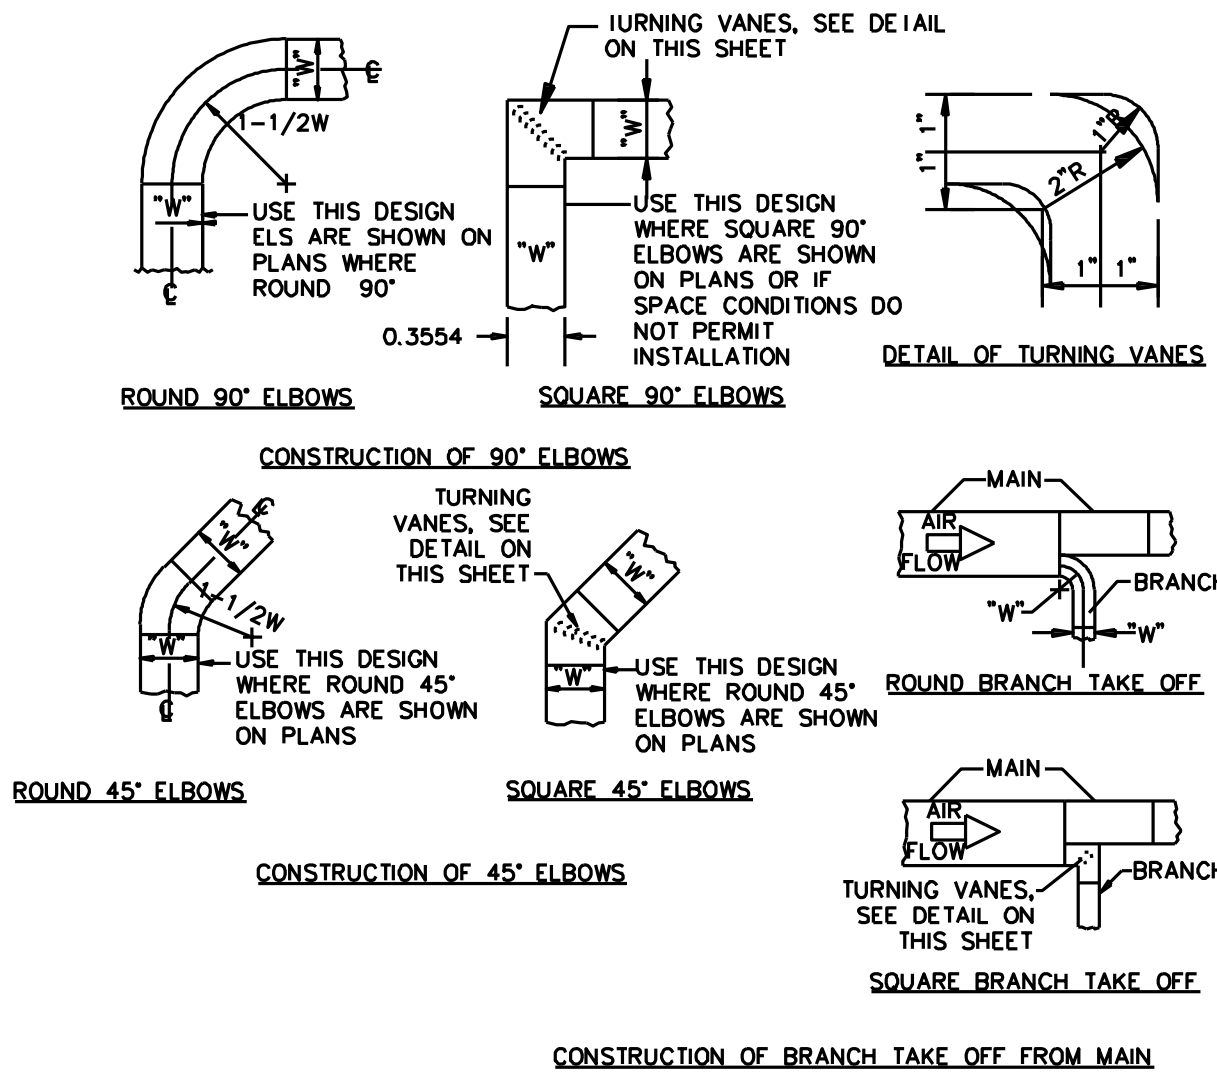 "W"
℄
1-1/2W
"W"
℄
USE THIS DESIGN
ELS ARE SHOWN ON
PLANS WHERE
ROUND 90°
ROUND 90° ELBOWS
TURNING VANES, SEE DETAIL
ON THIS SHEET
"W"
"W"
0.3554
USE THIS DESIGN
WHERE SQUARE 90°
ELBOWS ARE SHOWN
ON PLANS OR IF
SPACE CONDITIONS DO
NOT PERMIT
INSTALLATION
SQUARE 90° ELBOWS
1"
1"
1"R
2"R
1" 1"
DETAIL OF TURNING VANES
CONSTRUCTION OF 90° ELBOWS
℄
"W"
1-1/2W
"W"
℄
USE THIS DESIGN
WHERE ROUND 45°
ELBOWS ARE SHOWN
ON PLANS
ROUND 45° ELBOWS
TURNING
VANES, SEE
DETAIL ON
THIS SHEET
"W"
"W"
USE THIS DESIGN
WHERE ROUND 45°
ELBOWS ARE SHOWN
ON PLANS
SQUARE 45° ELBOWS
CONSTRUCTION OF 45° ELBOWS
MAIN
AIR
FLOW
BRANCH
"W"
"W"
ROUND BRANCH TAKE OFF
MAIN
AIR
FLOW
BRANCH
TURNING VANES,
SEE DETAIL ON
THIS SHEET
SQUARE BRANCH TAKE OFF
CONSTRUCTION OF BRANCH TAKE OFF FROM MAIN